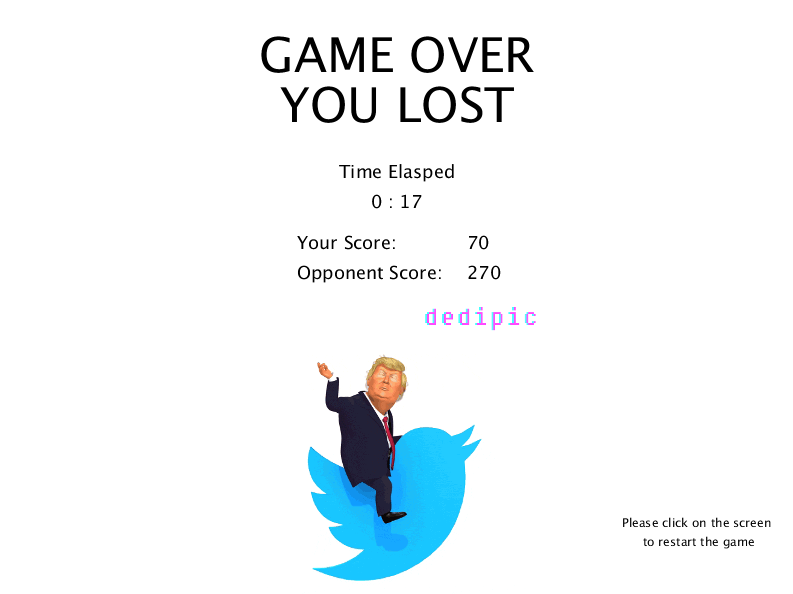 GAME OVER
YOU LOST
Time Elasped
0 : 17
Your Score: 70
Opponent Score: 270
dedipic
Please click on the screen
to restart the game